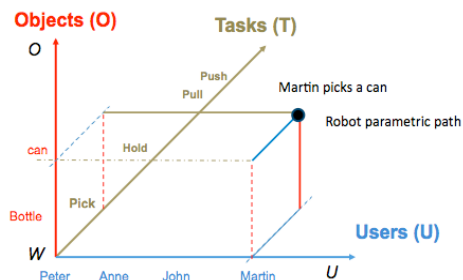 Objects (O)
Tasks (T)
O
Push
Pull
Martin picks a can
Robot parametric path
can
Hold
Pick
Bottle
Users (U)
W
U
Peter Anne John Martin